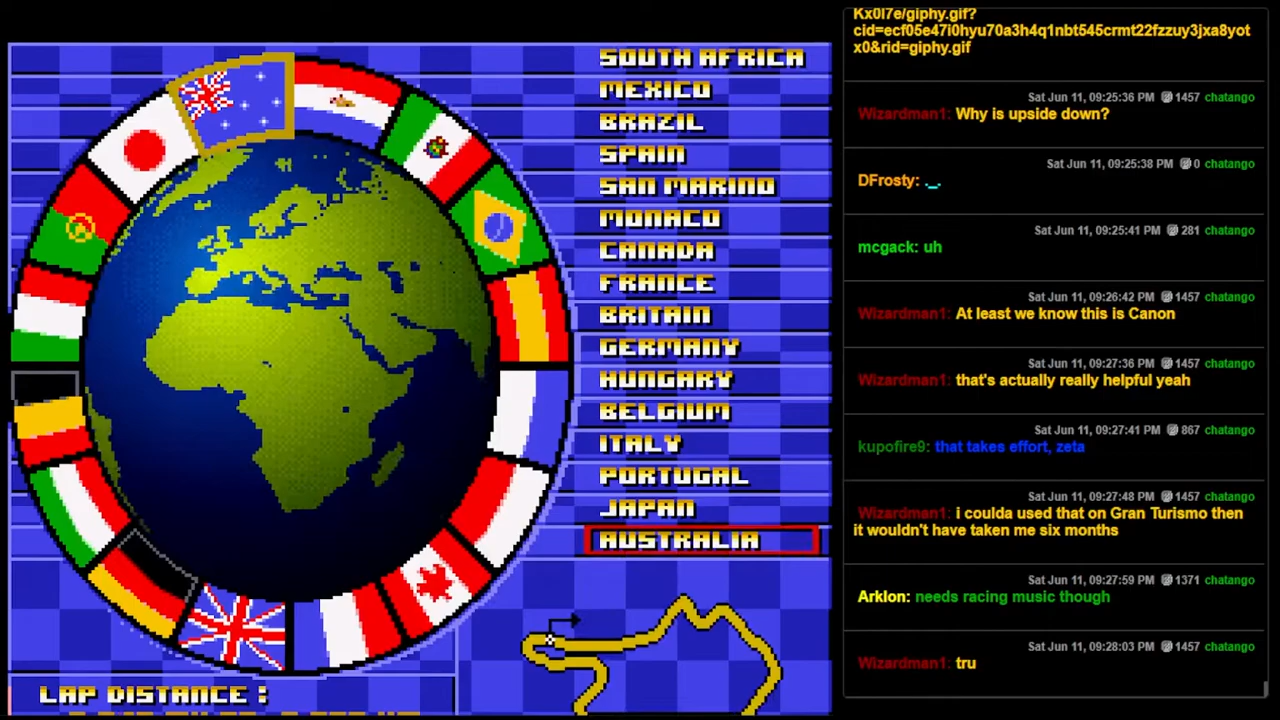 SOUTH AFRICA
MEXICO
BRAZIL
SPAIN
SAN MARINO
MONACO
CANADA
FRANCE
BRITAIN
GERMANY
HUNGARY
BELGIUM
ITALY
PORTUGAL
JAPAN
AUSTRALIA
LAP DISTANCE :
Kx0l7e/giphy.gif?
cid=ecf05e47i0hyu70a3h4q1nbt545crmt22fzzuy3jxa8yot
x0&rid=giphy.gif
Sat Jun 11, 09:25:36 PM 1457 chatango
Wizardman1: Why is upside down?
Sat Jun 11, 09:25:38 PM 0 chatango
DFrosty: ._.
Sat Jun 11, 09:25:41 PM 281 chatango
mcgack: uh
Sat Jun 11, 09:26:42 PM 1457 chatango
Wizardman1: At least we know this is Canon
Sat Jun 11, 09:27:36 PM 1457 chatango
Wizardman1: that's actually really helpful yeah
Sat Jun 11, 09:27:41 PM 867 chatango
kupofire9: that takes effort, zeta
Sat Jun 11, 09:27:48 PM 1457 chatango
Wizardman1: i coulda used that on Gran Turismo then
it wouldn't have taken me six months
Sat Jun 11, 09:27:59 PM 1371 chatango
Arklon: needs racing music though
Sat Jun 11, 09:28:03 PM 1457 chatango
Wizardman1: tru